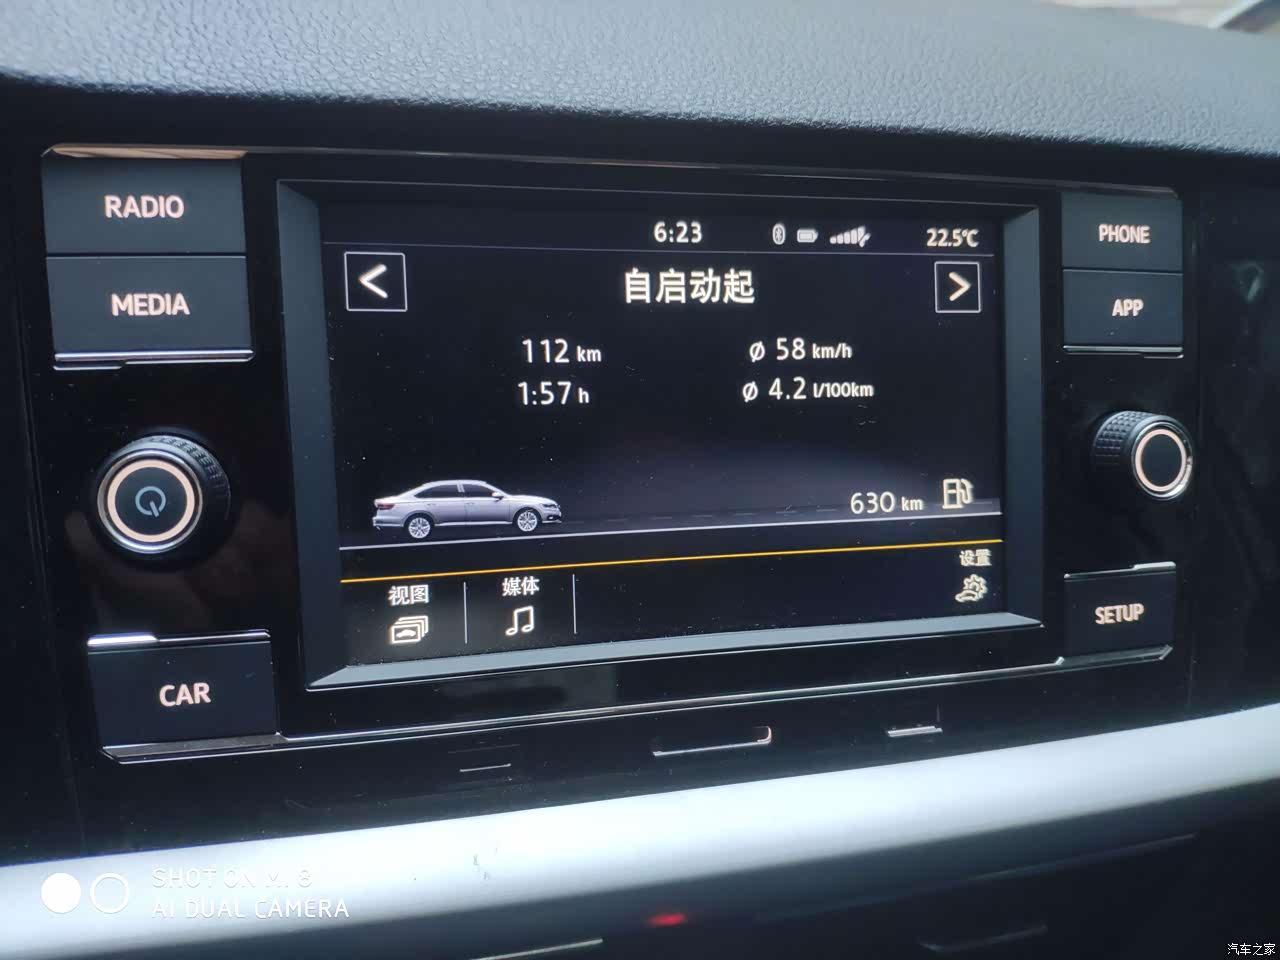 RADIO
MEDIA
CAR
6:23
22.5℃
<
自启动起
>
112 km
Ø 58 km/h
1:57 h
Ø 4.2 l/100km
630 km
视图
媒体
设置
PHONE
APP
SETUP
SHOT ON MI 8
AI DUAL CAMERA
汽车之家